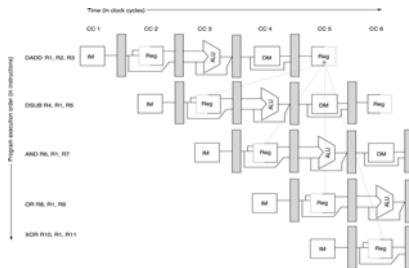 Time (in clock cycles)
CC 1 CC 2 CC 3 CC 4 CC 5 CC 6
Program execution order (in instructions)
DADD R1, R2, R3 IM Reg ALU DM Reg
DSUB R4, R1, R5 IM Reg ALU DM Reg
AND R6, R1, R7 IM Reg ALU DM
OR R8, R1, R9 IM Reg ALU
XOR R10, R1, R11 IM Reg